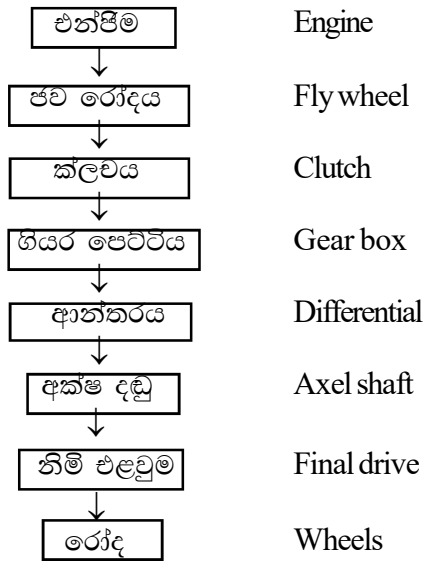 එන්ජිම Engine
ජව රෝදය Fly wheel
ක්ලචය Clutch
ගියර පෙට්ටිය Gear box
ආන්තරය Differential
අක්ෂ දඬු Axel shaft
නිමි එළවුම Final drive
රෝද Wheels